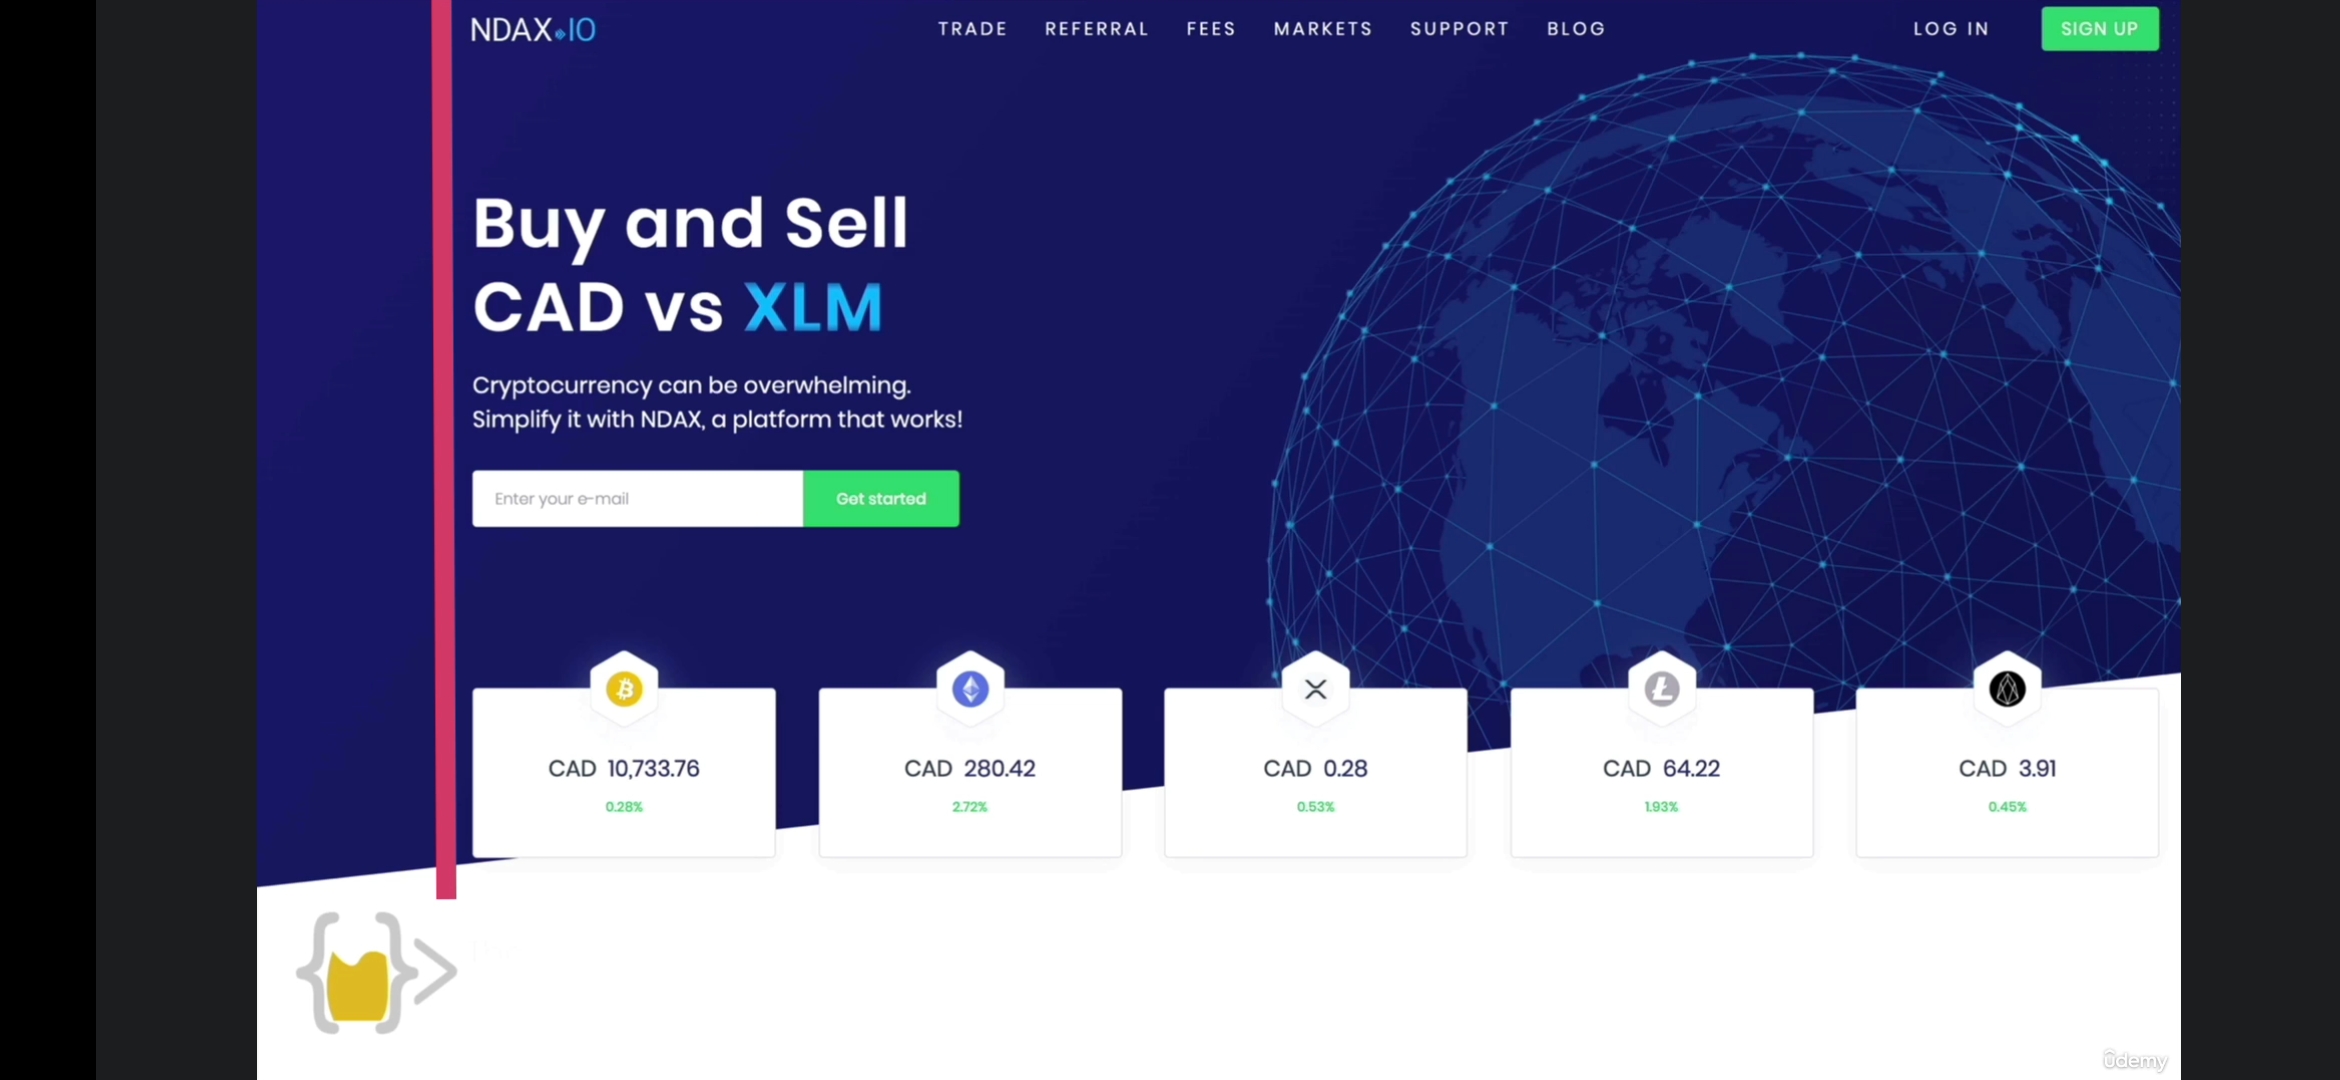 NDAX.IO
TRADE REFERRAL FEES MARKETS SUPPORT BLOG LOG IN SIGN UP
Buy and Sell
CAD vs XLM
Cryptocurrency can be overwhelming.
Simplify it with NDAX, a platform that works!
Enter your e-mail Get started
CAD 10,733.76 CAD 280.42 CAD 0.28 CAD 64.22 CAD 3.91
0.28% 2.72% 0.53% 1.93% 0.45%
udemy